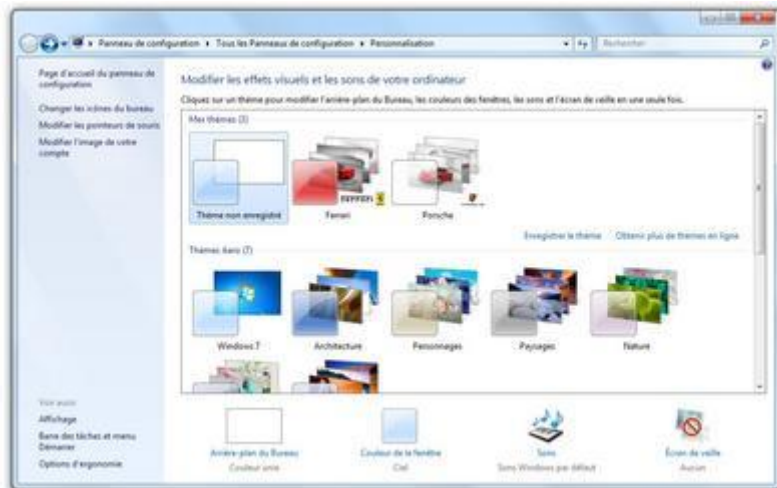 Panneau de configuration Tous les Panneaux de configuration Personnalisation
Rechercher
Page d'accueil du panneau de
configuration
Changer les icônes du bureau
Modifier les pointeurs de souris
Modifier l'image de votre
compte
Modifier les effets visuels et les sons de votre ordinateur
Cliquez sur un thème pour modifier l'arrière-plan du Bureau, les couleurs des fenêtres, les sons et l'écran de veille en une seule fois.
Mes thèmes (3)
Thème non enregistré
Ferrari
Porsche
Enregistrer le thème
Obtenir plus de thèmes en ligne
Thèmes Aero (7)
Windows 7
Architecture
Personnages
Paysages
Nature
Voir aussi
Affichage
Barre des tâches et menu
Démarrer
Options d'ergonomie
Arrière-plan du Bureau
Couleur unie
Couleur de la fenêtre
Ciel
Sons
Sons Windows par défaut
Écran de veille
Aucun